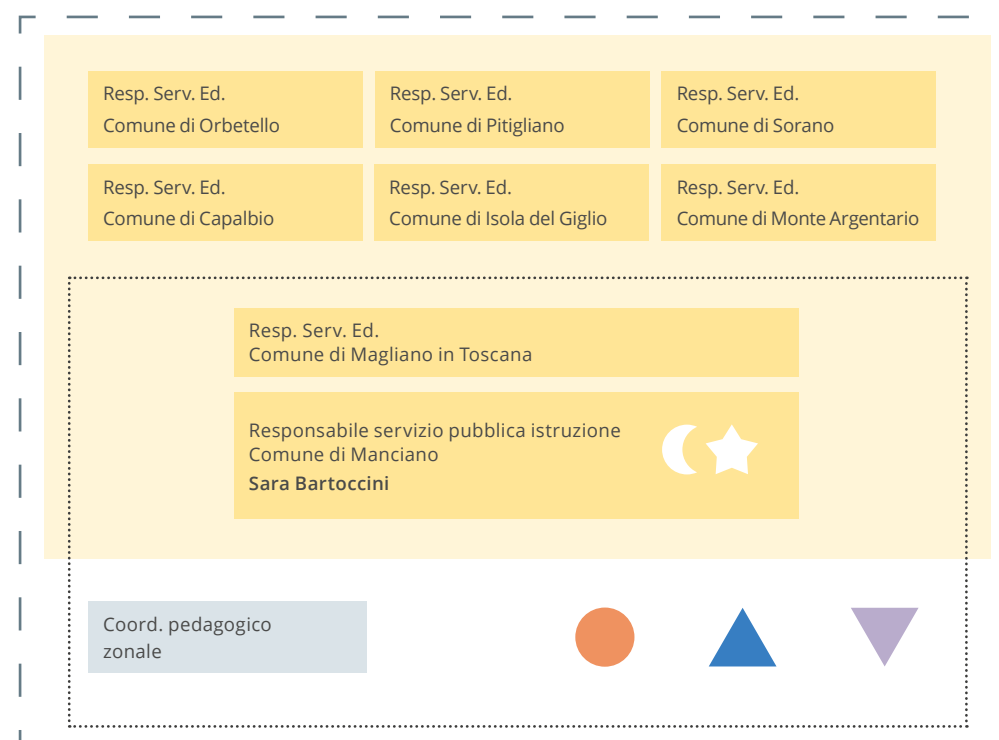 Resp. Serv. Ed.
Comune di Orbetello
Resp. Serv. Ed.
Comune di Pitigliano
Resp. Serv. Ed.
Comune di Sorano
Resp. Serv. Ed.
Comune di Capalbio
Resp. Serv. Ed.
Comune di Isola del Giglio
Resp. Serv. Ed.
Comune di Monte Argentario
Resp. Serv. Ed.
Comune di Magliano in Toscana
Responsabile servizio pubblica istruzione
Comune di Manciano
Sara Bartoccini
Coord. pedagogico
zonale